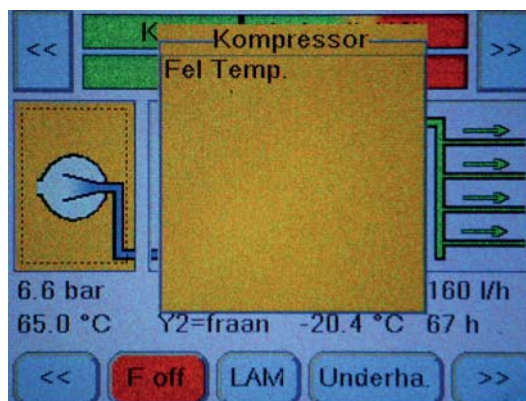 <<
K
>>
Kompressor
Fel Temp.
6.6 bar
160 l/h
65.0 °C Y2=fraan -20.4 °C 67 h
<< F off LAM Underha. >>